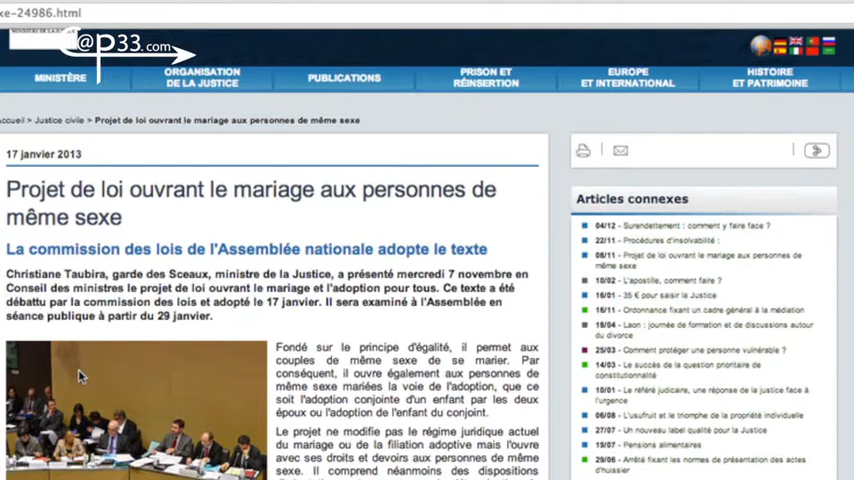 xe-24986.html
MINISTÈRE DE LA JUSTICE
@p33.com
MINISTÈRE
ORGANISATION
DE LA JUSTICE
PUBLICATIONS
PRISON ET
RÉINSERTION
EUROPE
ET INTERNATIONAL
HISTOIRE
ET PATRIMOINE
Accueil > Justice civile > Projet de loi ouvrant le mariage aux personnes de même sexe
17 janvier 2013
Projet de loi ouvrant le mariage aux personnes de
même sexe
La commission des lois de l'Assemblée nationale adopte le texte
Christiane Taubira, garde des Sceaux, ministre de la Justice, a présenté mercredi 7 novembre en
Conseil des ministres le projet de loi ouvrant le mariage et l'adoption pour tous. Ce texte a été
débattu par la commission des lois et adopté le 17 janvier. Il sera examiné à l'Assemblée en
séance publique à partir du 29 janvier.
Fondé sur le principe d'égalité, il permet aux
couples de même sexe de se marier. Par
conséquent, il ouvre également aux personnes de
même sexe mariées la voie de l'adoption, que ce
soit l'adoption conjointe d'un enfant par les deux
époux ou l'adoption de l'enfant du conjoint.
Le projet ne modifie pas le régime juridique actuel
du mariage ou de la filiation adoptive mais l'ouvre
avec ses droits et devoirs aux personnes de même
sexe. Il comprend néanmoins des dispositions
Articles connexes
04/12 - Surendettement : comment y faire face ?
22/11 - Procédures d'insolvabilité :
08/11 - Projet de loi ouvrant le mariage aux personnes de
même sexe
10/02 - L'apostille, comment faire ?
16/01 - 35 € pour saisir la Justice
16/11 - Ordonnance fixant un cadre général à la médiation
18/04 - Laon : journée de formation et de discussions autour
du divorce
25/03 - Comment protéger une personne vulnérable ?
14/03 - Le succès de la question prioritaire de
constitutionnalité
10/01 - Le référé judiciaire, une réponse de la justice face à
l'urgence
06/08 - L'usufruit et le triomphe de la propriété individuelle
27/07 - Un nouveau label qualité pour la Justice
19/07 - Pensions alimentaires
29/06 - Arrêté fixant les normes de présentation des actes
d'huissier